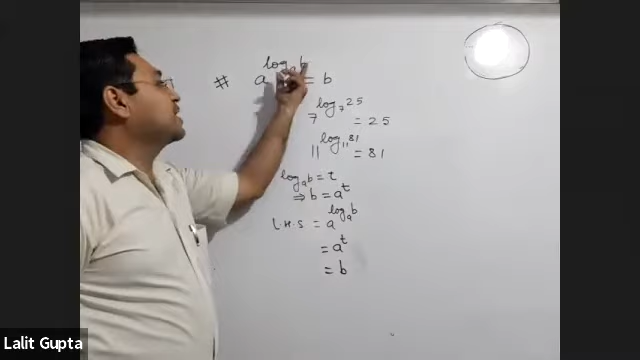 # a^log_a b = b
7^log_7 25 = 25
11^log_11 81 = 81
log_a b = t
⇒ b = a^t
L.H.S = a^log_a b
= a^t
= b
Lalit Gupta